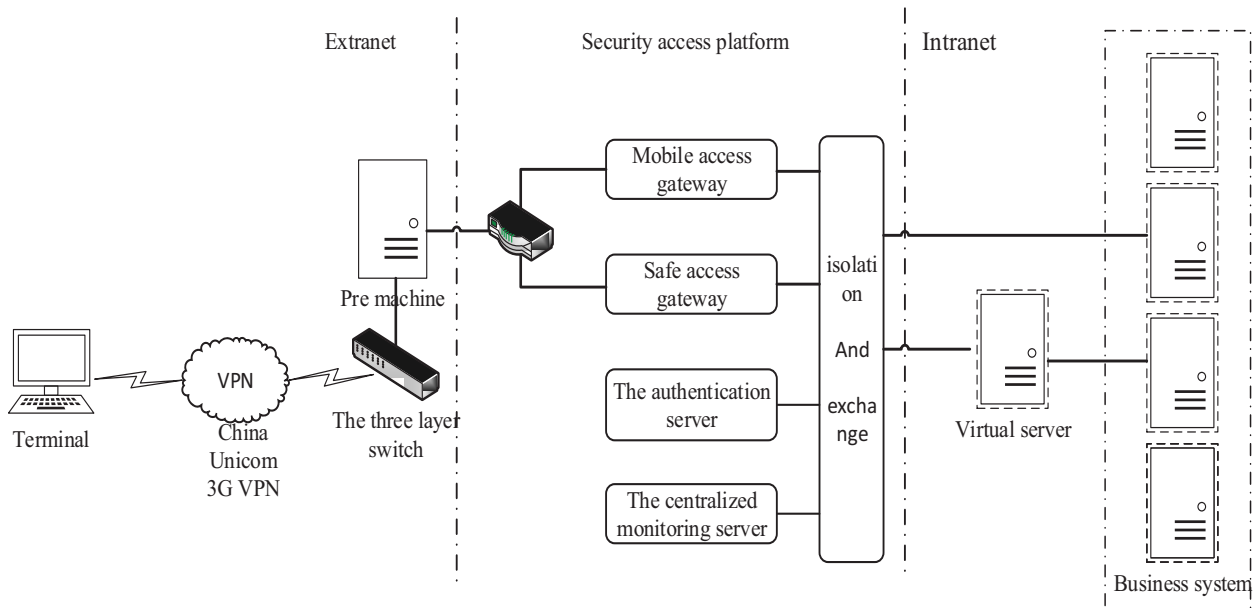 Extranet
Security access platform
Intranet
Mobile access
gateway
Safe access
gateway
Pre machine
isolati
on
And
excha
nge
VPN
The authentication
server
The three layer
switch
Virtual server
Terminal
China
Unicom
3G VPN
The centralized
monitoring server
Business system